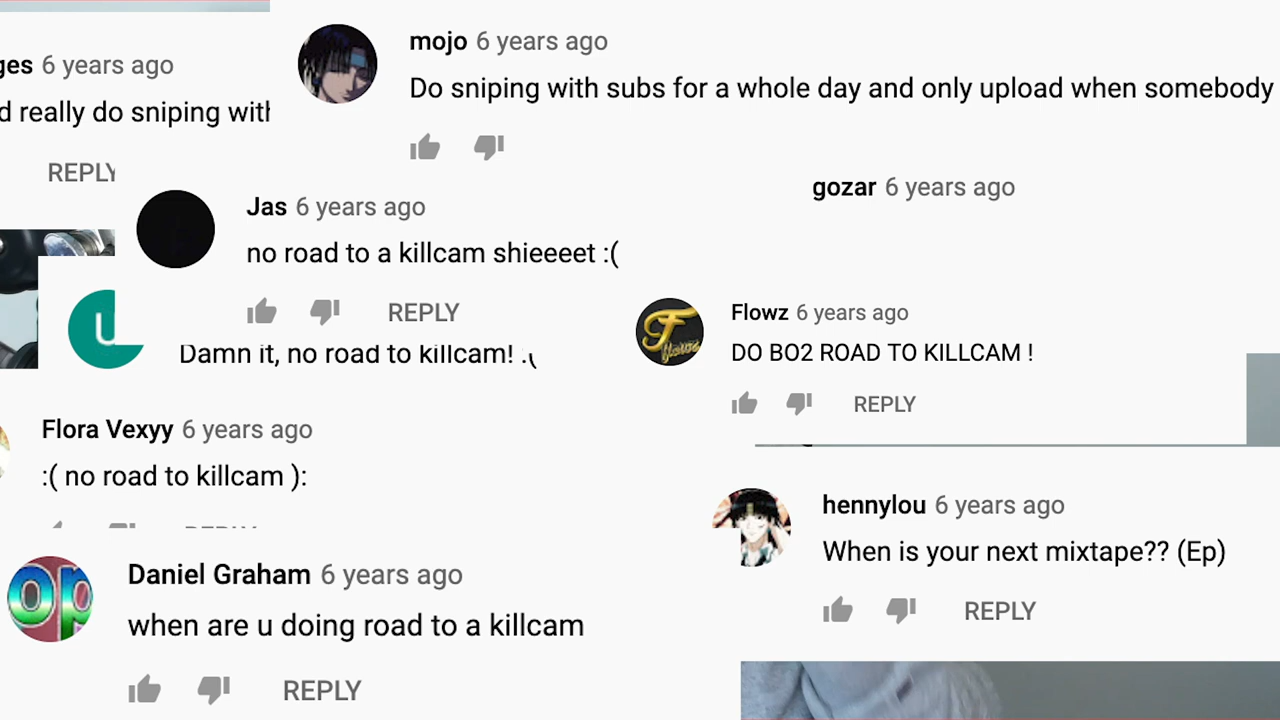 ges 6 years ago
d really do sniping with
REPLY
mojo 6 years ago
Do sniping with subs for a whole day and only upload when somebody
gozar 6 years ago
Jas 6 years ago
no road to a killcam shieeeet :(
REPLY
U
Damn it, no road to killcam! :(
Flowz 6 years ago
DO BO2 ROAD TO KILLCAM !
REPLY
F
Flowz
Flora Vexyy 6 years ago
:( no road to killcam ):
REPLY
hennylou 6 years ago
When is your next mixtape?? (Ep)
REPLY
op
Daniel Graham 6 years ago
when are u doing road to a killcam
REPLY